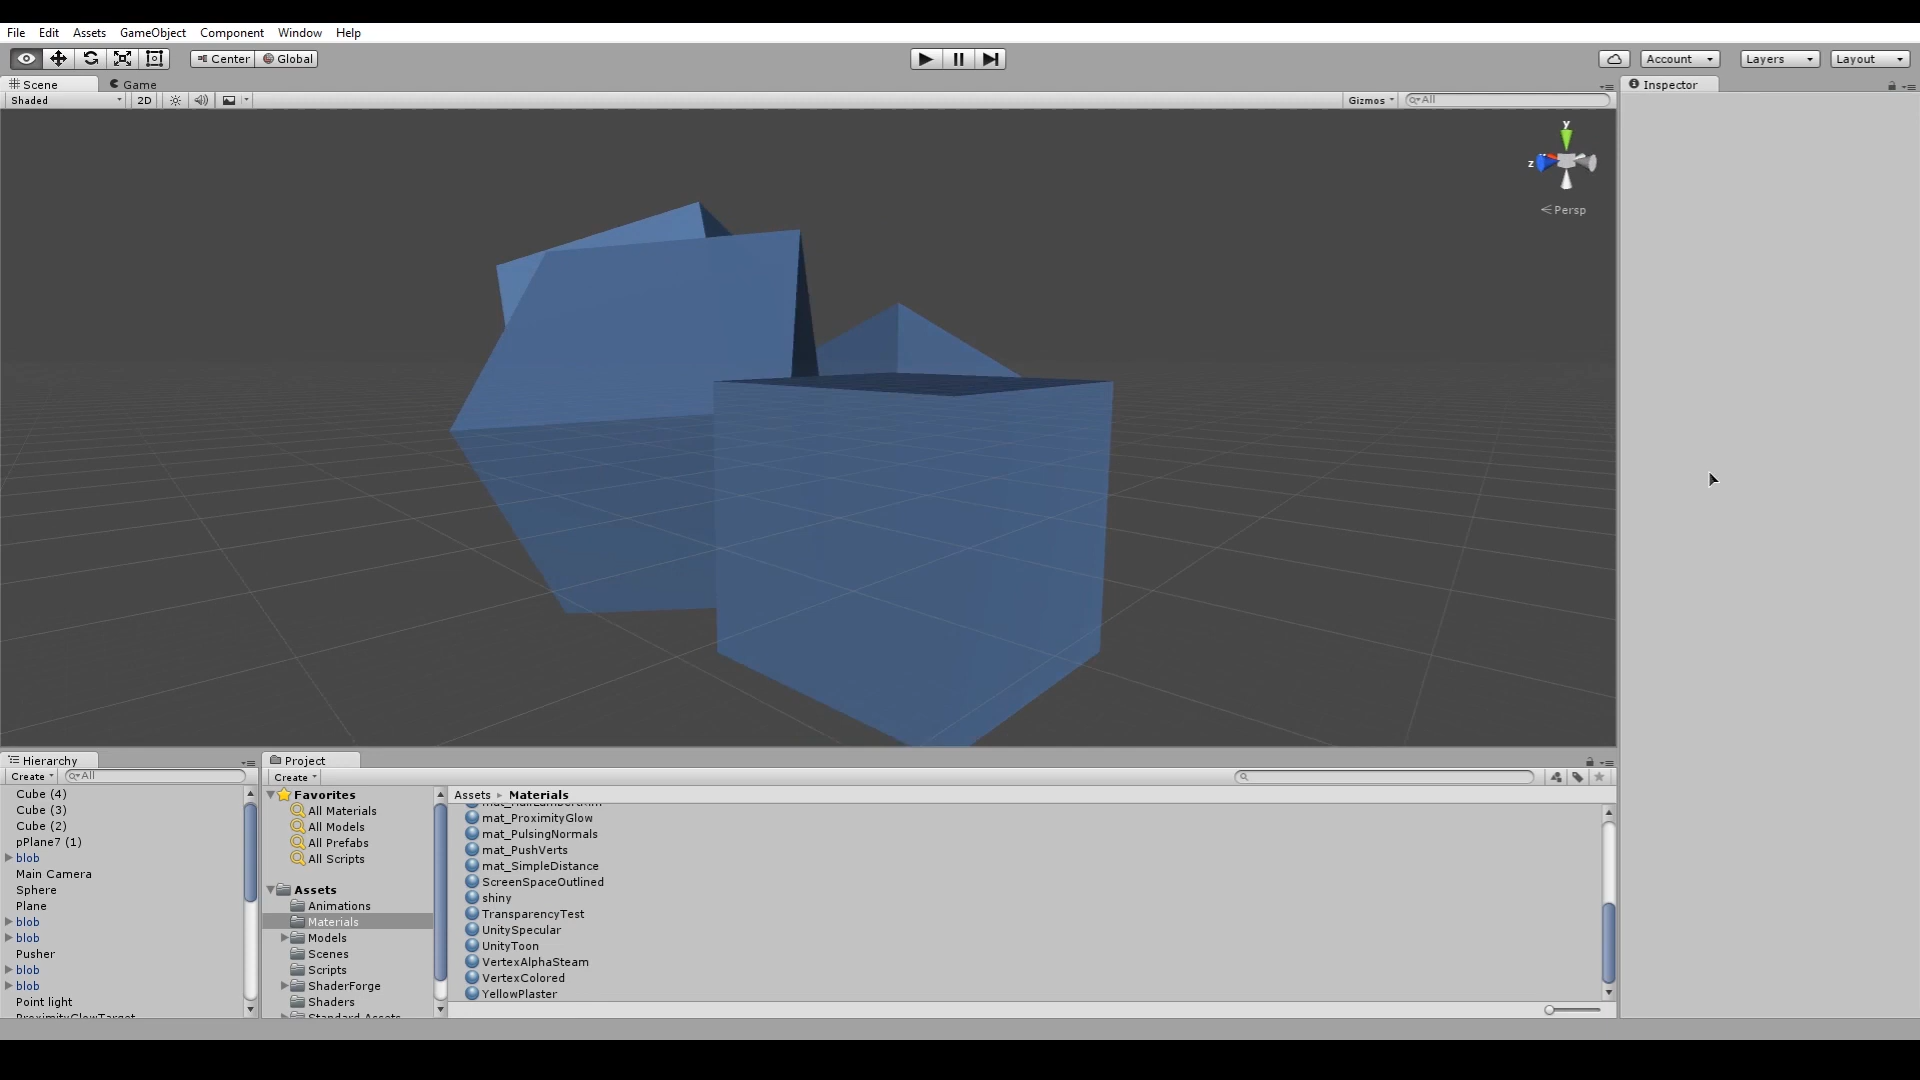 File Edit Assets GameObject Component Window Help
Center Global
Account Layers Layout
Scene Game
Inspector
Shaded 2D
Gizmos All
y
z
Persp
Hierarchy
Create All
Cube (4)
Cube (3)
Cube (2)
pPlane7 (1)
blob
Main Camera
Sphere
Plane
blob
blob
Pusher
blob
blob
Point light
ProximityGlowTarget
Project
Create
Favorites
All Materials
All Models
All Prefabs
All Scripts
Assets
Animations
Materials
Models
Scenes
Scripts
ShaderForge
Shaders
Standard Assets
Assets Materials
mat_HalfLambertRim
mat_ProximityGlow
mat_PulsingNormals
mat_PushVerts
mat_SimpleDistance
ScreenSpaceOutlined
shiny
TransparencyTest
UnitySpecular
UnityToon
VertexAlphaSteam
VertexColored
YellowPlaster